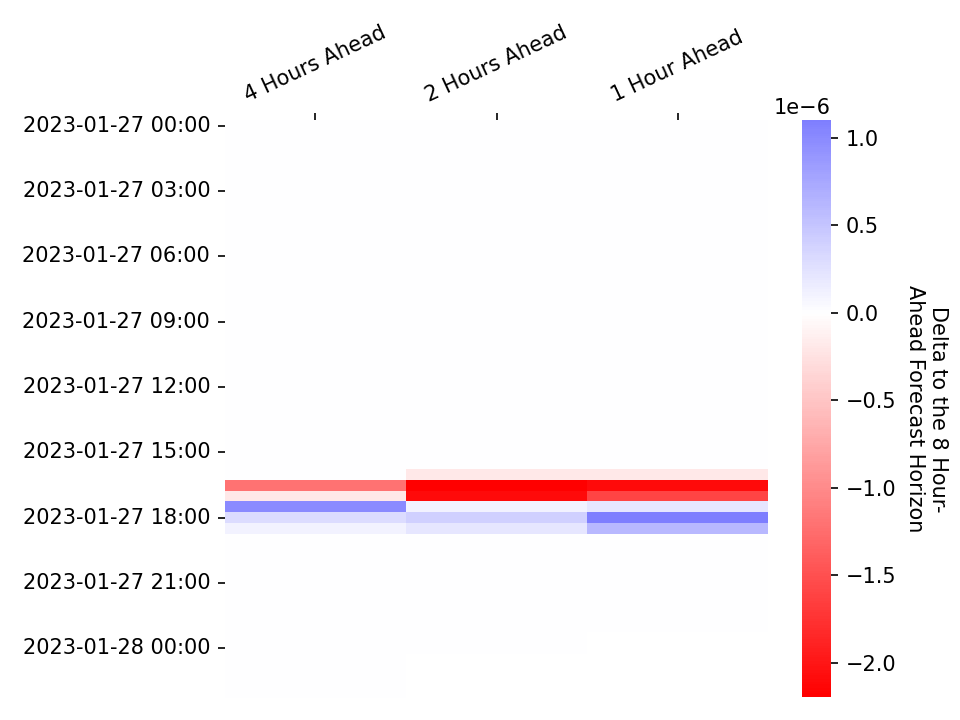 4 Hours Ahead
2 Hours Ahead
1 Hour Ahead
2023-01-27 00:00
2023-01-27 03:00
2023-01-27 06:00
2023-01-27 09:00
2023-01-27 12:00
2023-01-27 15:00
2023-01-27 18:00
2023-01-27 21:00
2023-01-28 00:00
1e−6
1.0
0.5
0.0
−0.5
−1.0
−1.5
−2.0
Delta to the 8 Hour-
Ahead Forecast Horizon